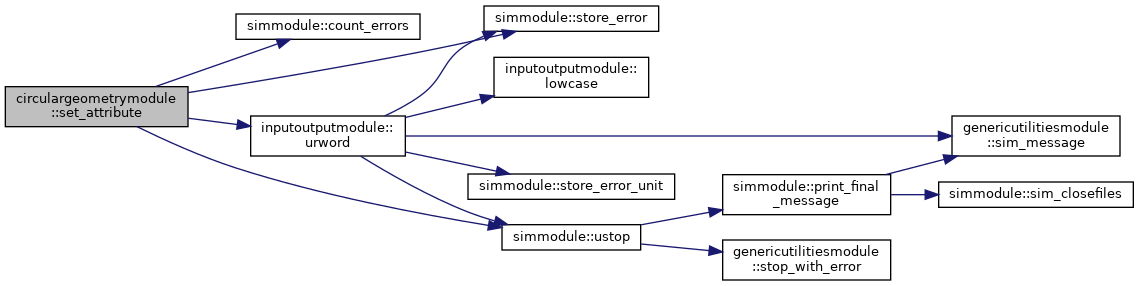 circulargeometrymodule
::set_attribute
simmodule::count_errors
simmodule::store_error
inputoutputmodule::
lowcase
inputoutputmodule::
urword
simmodule::store_error_unit
simmodule::ustop
genericutilitiesmodule
::sim_message
simmodule::print_final
_message
simmodule::sim_closefiles
genericutilitiesmodule
::stop_with_error